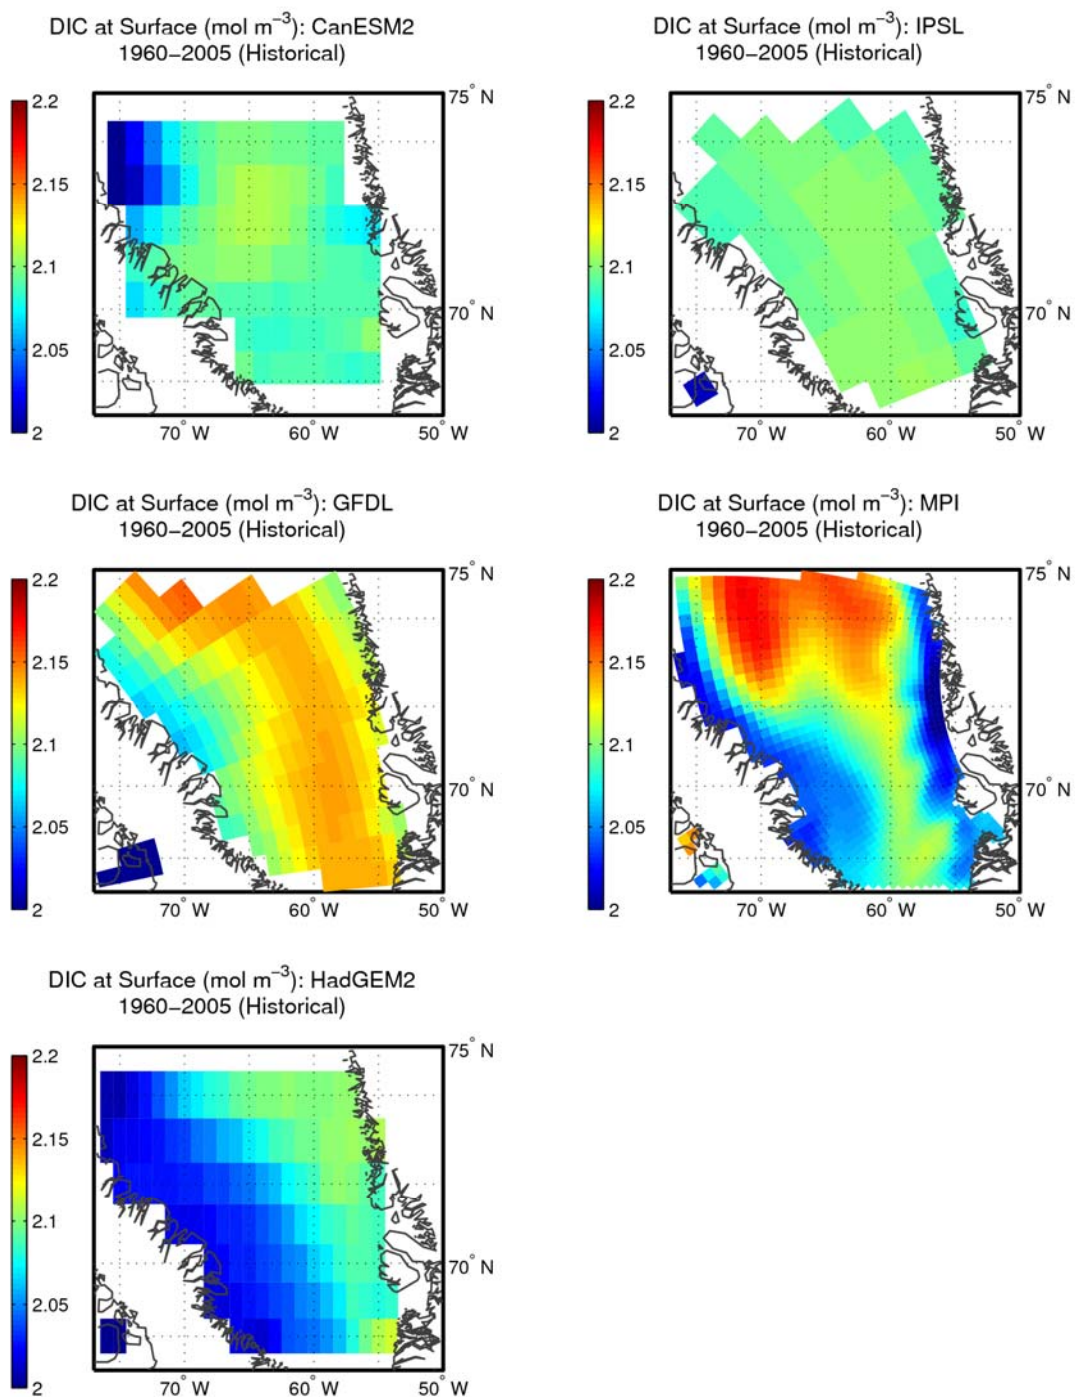 DIC at Surface (mol m⁻³): CanESM2
1960−2005 (Historical)
2.2
2.15
2.1
2.05
2
75° N
70° N
70° W
60° W
50° W
DIC at Surface (mol m⁻³): IPSL
1960−2005 (Historical)
2.2
2.15
2.1
2.05
2
75° N
70° N
70° W
60° W
50° W
DIC at Surface (mol m⁻³): GFDL
1960−2005 (Historical)
2.2
2.15
2.1
2.05
2
75° N
70° N
70° W
60° W
50° W
DIC at Surface (mol m⁻³): MPI
1960−2005 (Historical)
2.2
2.15
2.1
2.05
2
75° N
70° N
70° W
60° W
50° W
DIC at Surface (mol m⁻³): HadGEM2
1960−2005 (Historical)
2.2
2.15
2.1
2.05
2
75° N
70° N
70° W
60° W
50° W